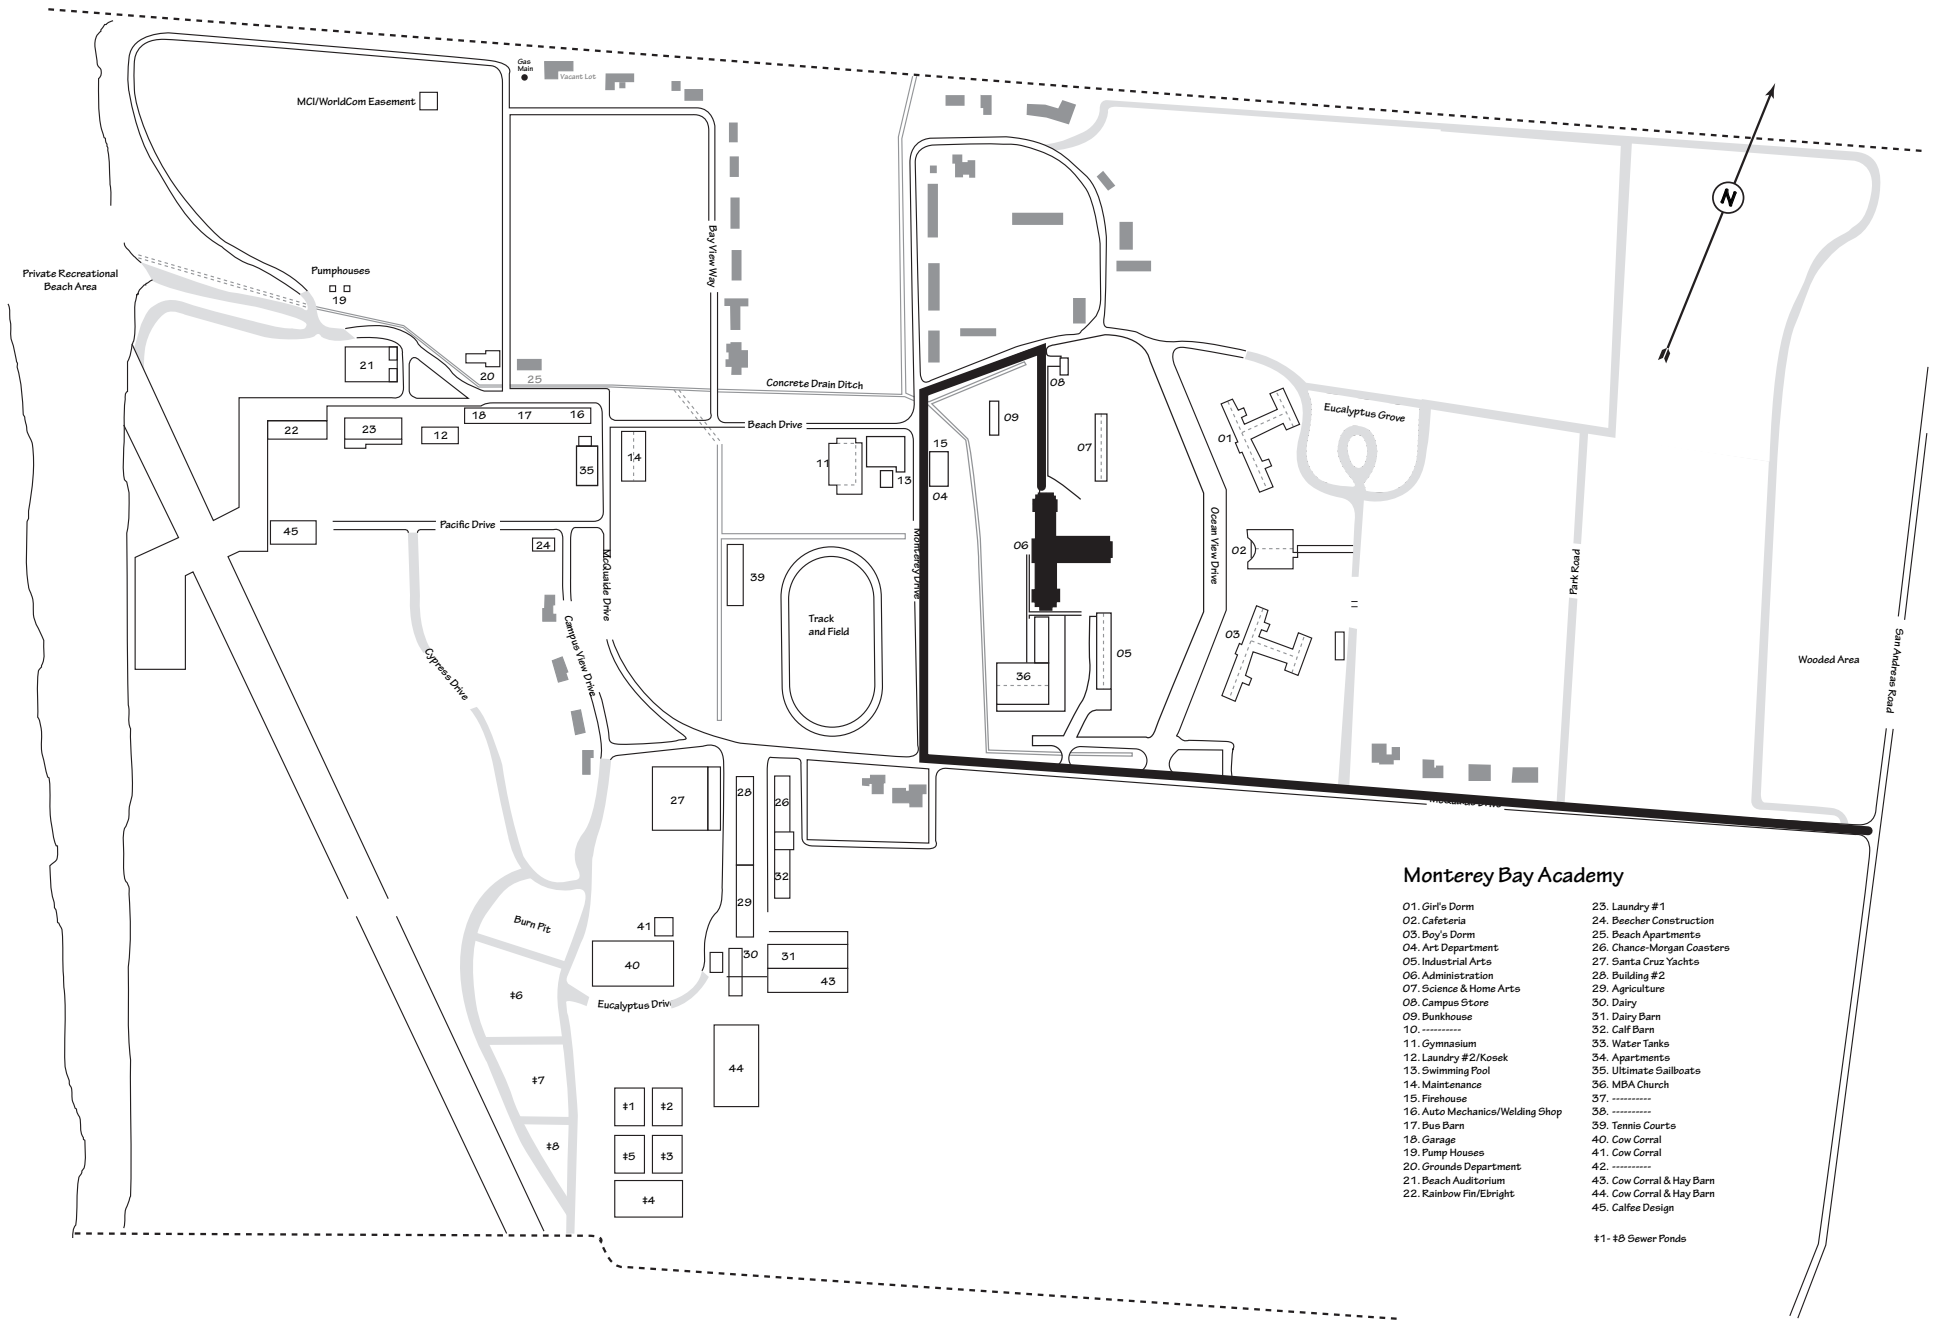 Gas
Main
Vacant Lot
MCI/WorldCom Easement
N
Private Recreational
Beach Area
Pumphouses
19
Bay View Way
21
20
25
Concrete Drain Ditch
08
09
Eucalyptus Grove
18
17
16
22
23
12
Beach Drive
15
01
07
14
11
35
13
04
45
Pacific Drive
24
McQuaide Drive
Monterey Drive
06
Ocean View Drive
02
Park Road
39
Track
and Field
Campus View Drive
Cypress Drive
03
05
36
Wooded Area
San Andreas Road
27
28
26
32
29
Burn Pit
41
40
30
31
43
‡6
Eucalyptus Driv
44
‡7
‡1
‡2
‡8
‡5
‡3
‡4
Monterey Bay Academy
01. Girl's Dorm
02. Cafeteria
03. Boy's Dorm
04. Art Department
05. Industrial Arts
06. Administration
07. Science & Home Arts
08. Campus Store
09. Bunkhouse
10. ----------
11. Gymnasium
12. Laundry #2/Kosek
13. Swimming Pool
14. Maintenance
15. Firehouse
16. Auto Mechanics/Welding Shop
17. Bus Barn
18. Garage
19. Pump Houses
20. Grounds Department
21. Beach Auditorium
22. Rainbow Fin/Ebright
23. Laundry #1
24. Beecher Construction
25. Beach Apartments
26. Chance-Morgan Coasters
27. Santa Cruz Yachts
28. Building #2
29. Agriculture
30. Dairy
31. Dairy Barn
32. Calf Barn
33. Water Tanks
34. Apartments
35. Ultimate Sailboats
36. MBA Church
37. ----------
38. ----------
39. Tennis Courts
40. Cow Corral
41. Cow Corral
42. ----------
43. Cow Corral & Hay Barn
44. Cow Corral & Hay Barn
45. Calfee Design
‡1- ‡8 Sewer Ponds